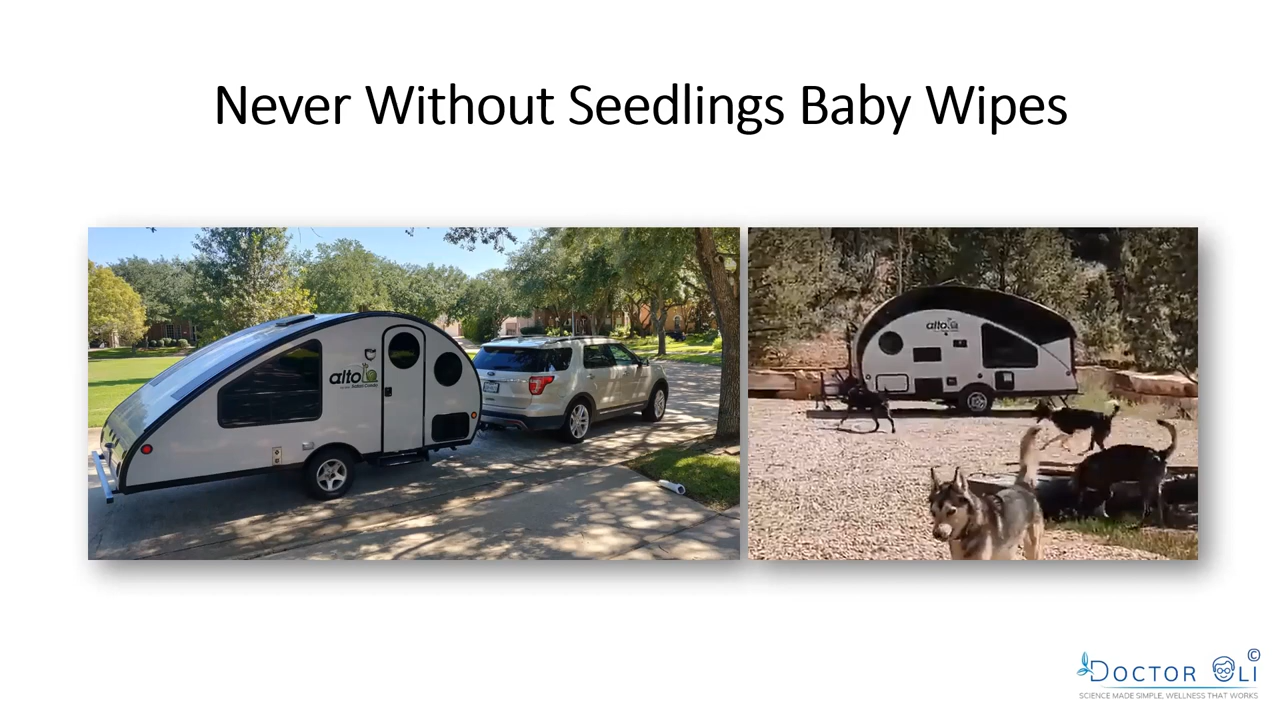 Never Without Seedlings Baby Wipes
alto
alto
DOCTOR OLI ©
SCIENCE MADE SIMPLE, WELLNESS THAT WORKS